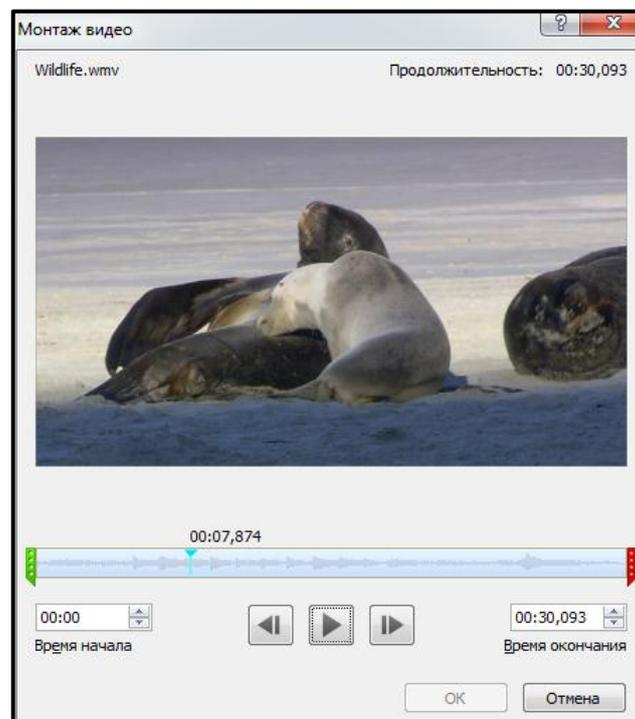 Монтаж видео
Wildlife.wmv Продолжительность: 00:30,093
00:07,874
00:00 00:30,093
Время начала Время окончания
ОК Отмена